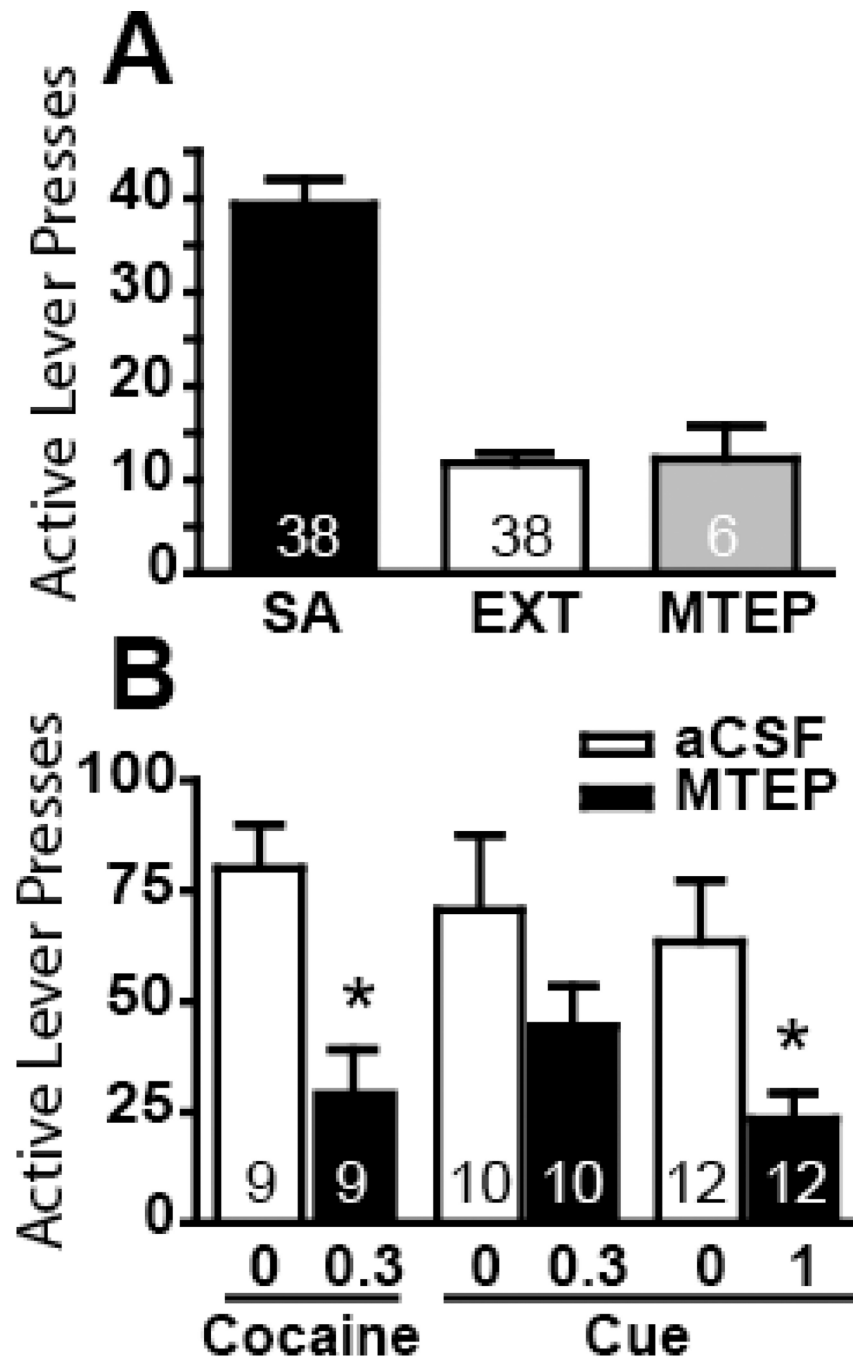 A
Active Lever Presses
40
30
20
10
0
38
38
6
SA EXT MTEP
B
Active Lever Presses
aCSF
MTEP
100
75
50
25
0
*
*
9 9 10 10 12 12
0 0.3 0 0.3 0 1
Cocaine Cue